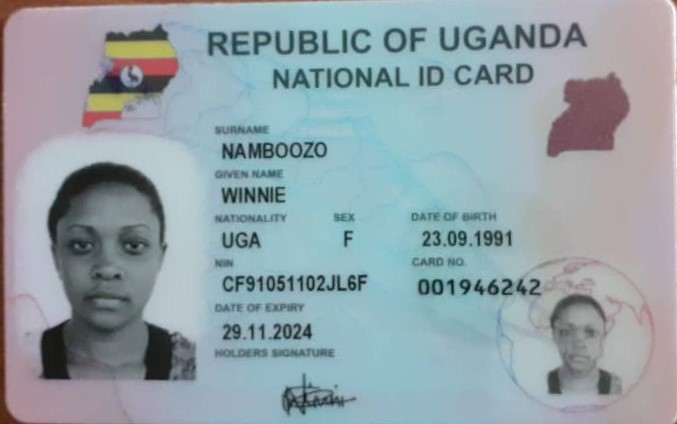 REPUBLIC OF UGANDA
NATIONAL ID CARD
SURNAME
NAMBOOZO
GIVEN NAME
WINNIE
NATIONALITY SEX DATE OF BIRTH
UGA F 23.09.1991
NIN CARD NO.
CF91051102JL6F 001946242
DATE OF EXPIRY
29.11.2024
HOLDERS SIGNATURE